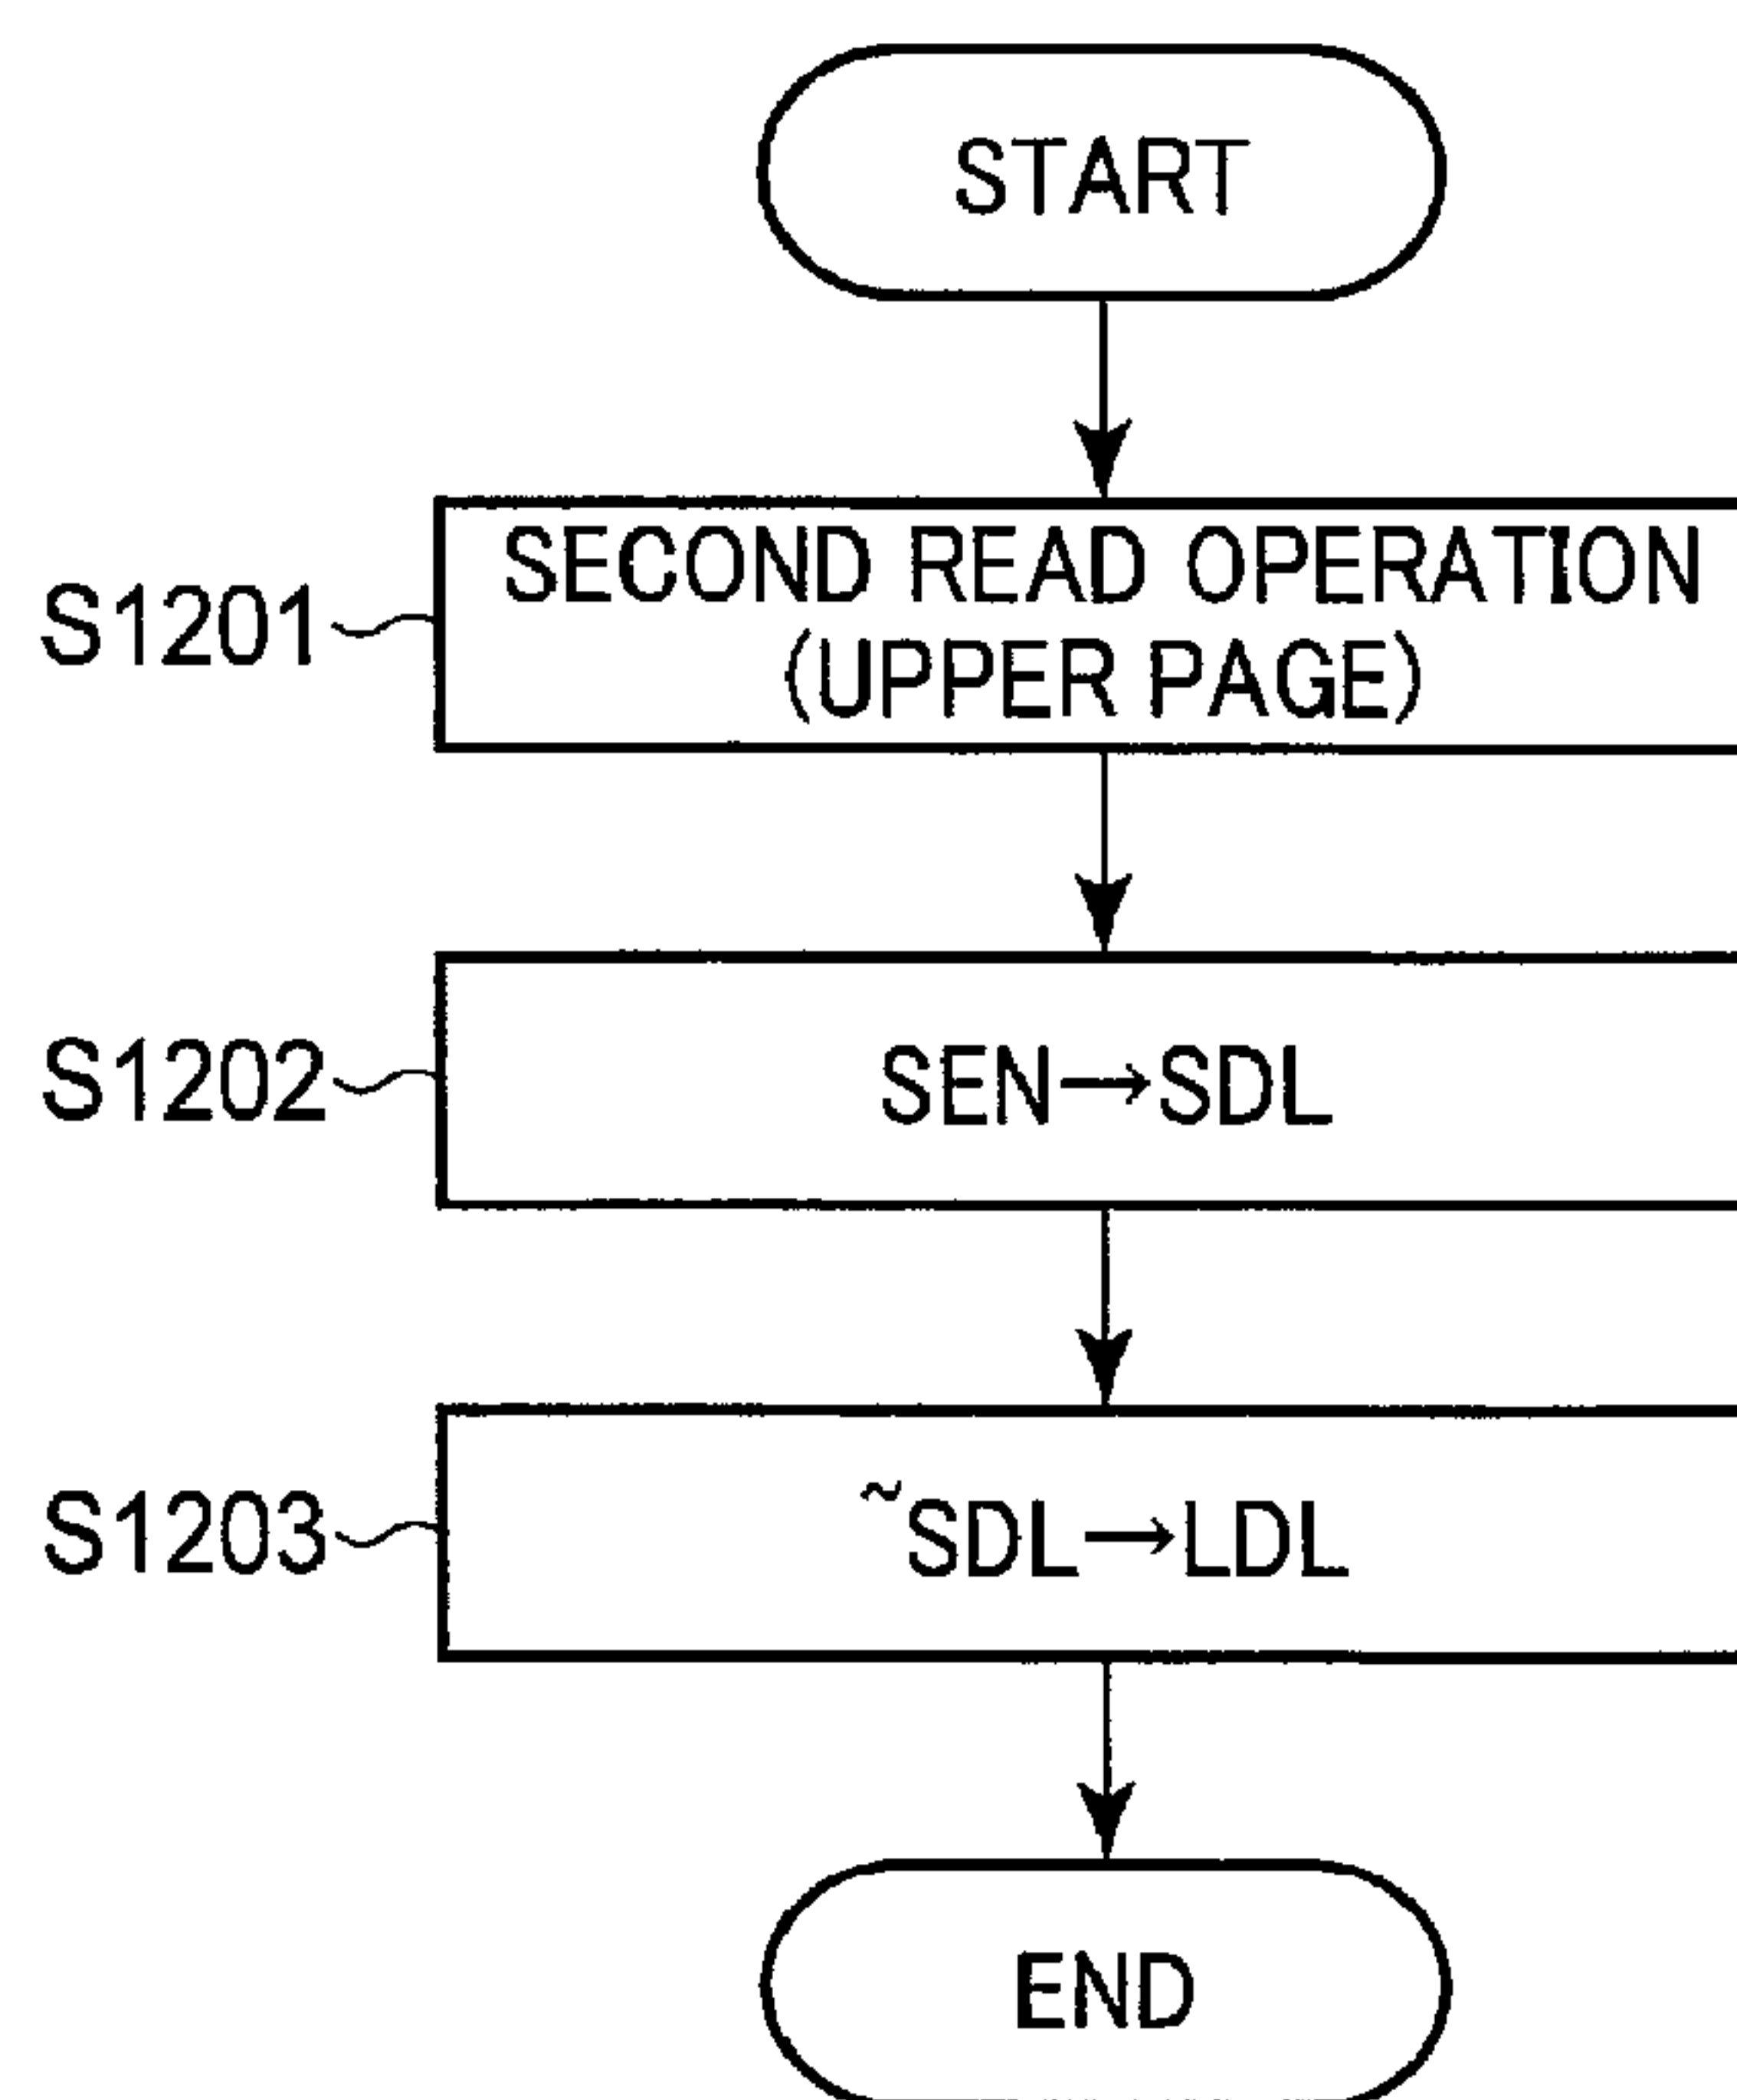 START
S1201
SECOND READ OPERATION
(UPPER PAGE)
S1202
SEN→SDL
S1203
~SDL→LDL
END